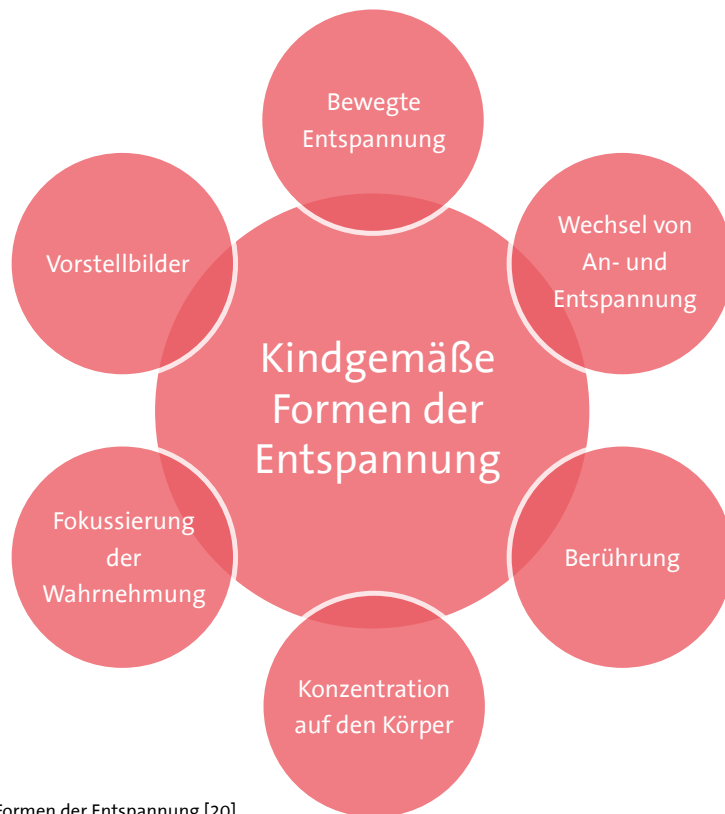 Bewegte
Entspannung
Wechsel von
An- und
Entspannung
Vorstellbilder
Kindgemäße
Formen der
Entspannung
Fokussierung
der
Wahrnehmung
Berührung
Konzentration
auf den Körper
Formen der Entspannung [20]